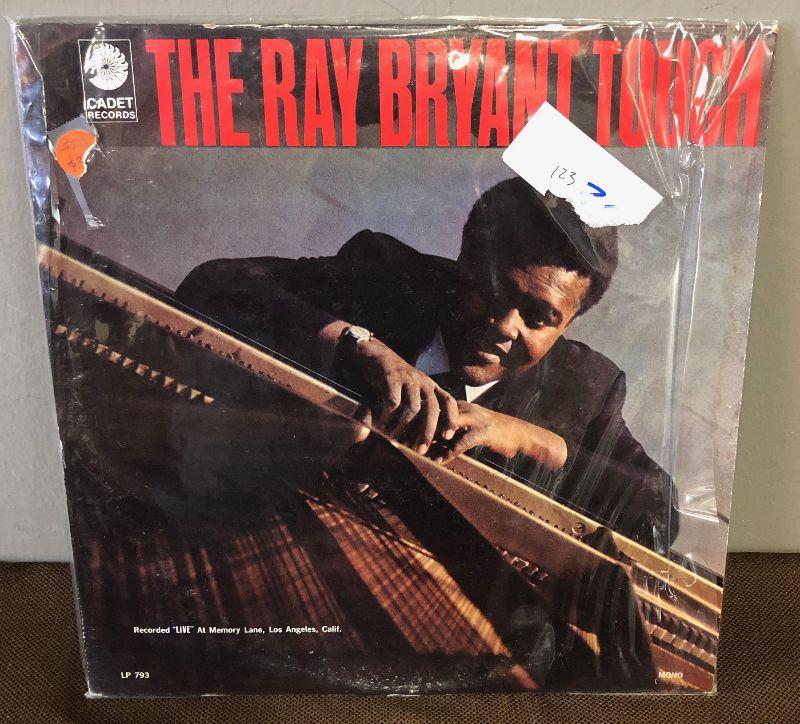 CADET
RECORDS
THE RAY BRYANT TOUCH
123
Recorded "LIVE" At Memory Lane, Los Angeles, Calif.
LP 793
MONO